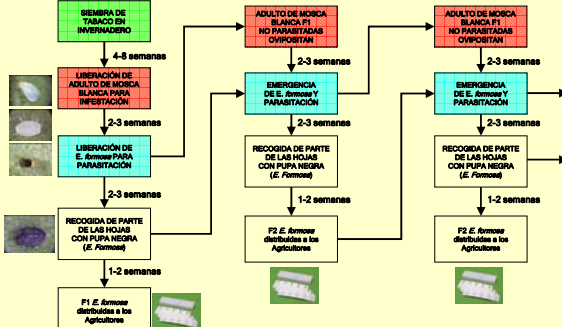 SIEMBRA DE
TABACO EN
INVERNADERO
4-8 semanas
LIBERACIÓN DE
ADULTO DE MOSCA
BLANCA PARA
INFESTACIÓN
2-3 semanas
LIBERACIÓN DE
E. formosa PARA
PARASITACIÓN
2-3 semanas
RECOGIDA DE PARTE
DE LAS HOJAS
CON PUPA NEGRA
(E. Formosa)
1-2 semanas
F1 E. formosa
distribuidas a los
Agricultores
ADULTO DE MOSCA
BLANCA F1
NO PARASITADAS
OVIPOSITAN
2-3 semanas
EMERGENCIA
DE E. formosa Y
PARASITACIÓN
2-3 semanas
RECOGIDA DE PARTE
DE LAS HOJAS
CON PUPA NEGRA
(E. Formosa)
1-2 semanas
F2 E. formosa
distribuidas a los
Agricultores
ADULTO DE MOSCA
BLANCA F1
NO PARASITADAS
OVIPOSITAN
2-3 semanas
EMERGENCIA
DE E. formosa Y
PARASITACIÓN
2-3 semanas
RECOGIDA DE PARTE
DE LAS HOJAS
CON PUPA NEGRA
(E. Formosa)
1-2 semanas
F2 E. formosa
distribuidas a los
Agricultores